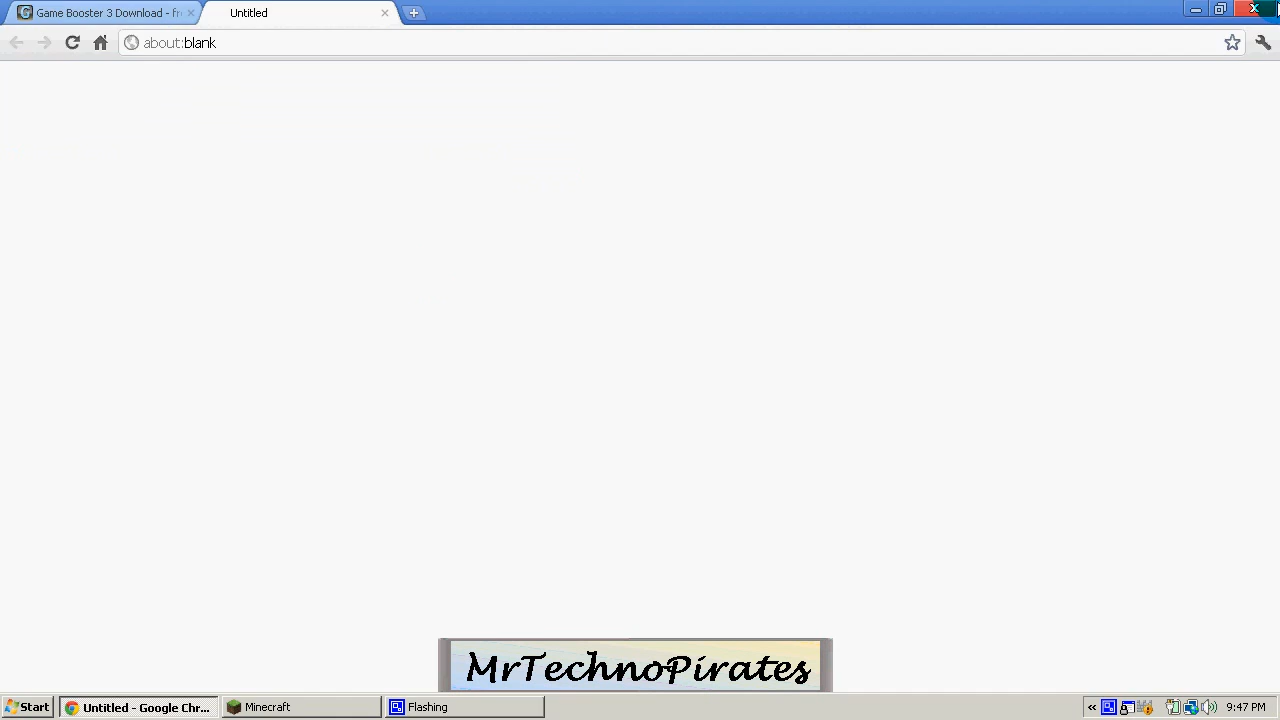 Game Booster 3 Download - fr
Untitled
about:blank
MrTechnoPirates
Start
Untitled - Google Chr...
Minecraft
Flashing
9:47 PM